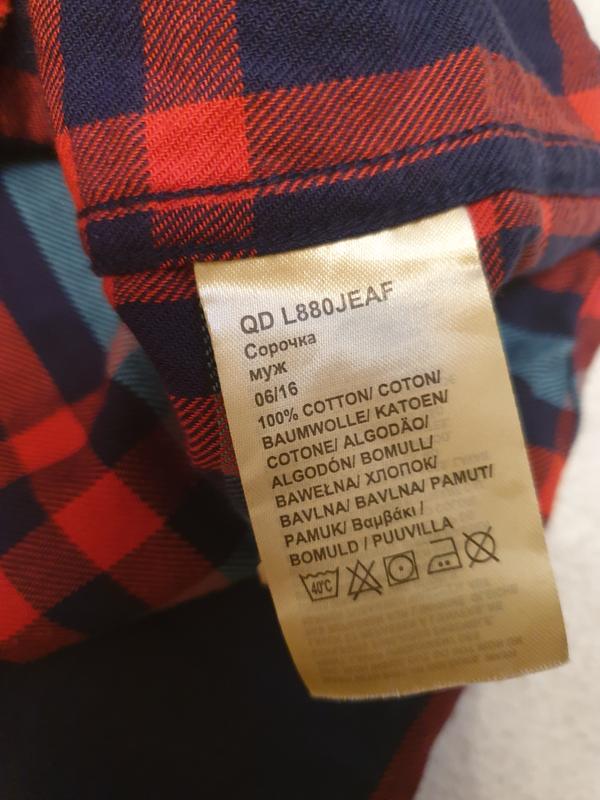 QD L880JEAF
Сорочка
муж
06/16
100% COTTON/ COTON/
BAUMWOLLE/ KATOEN/
COTONE/ ALGODÃO/
ALGODÓN/ BOMULL/
BAWEŁNA/ ХЛОПОК/
BAVLNA/ BAVLNA/ PAMUT/
PAMUK/ Βαμβάκι /
BOMULD / PUUVILLA
40°C